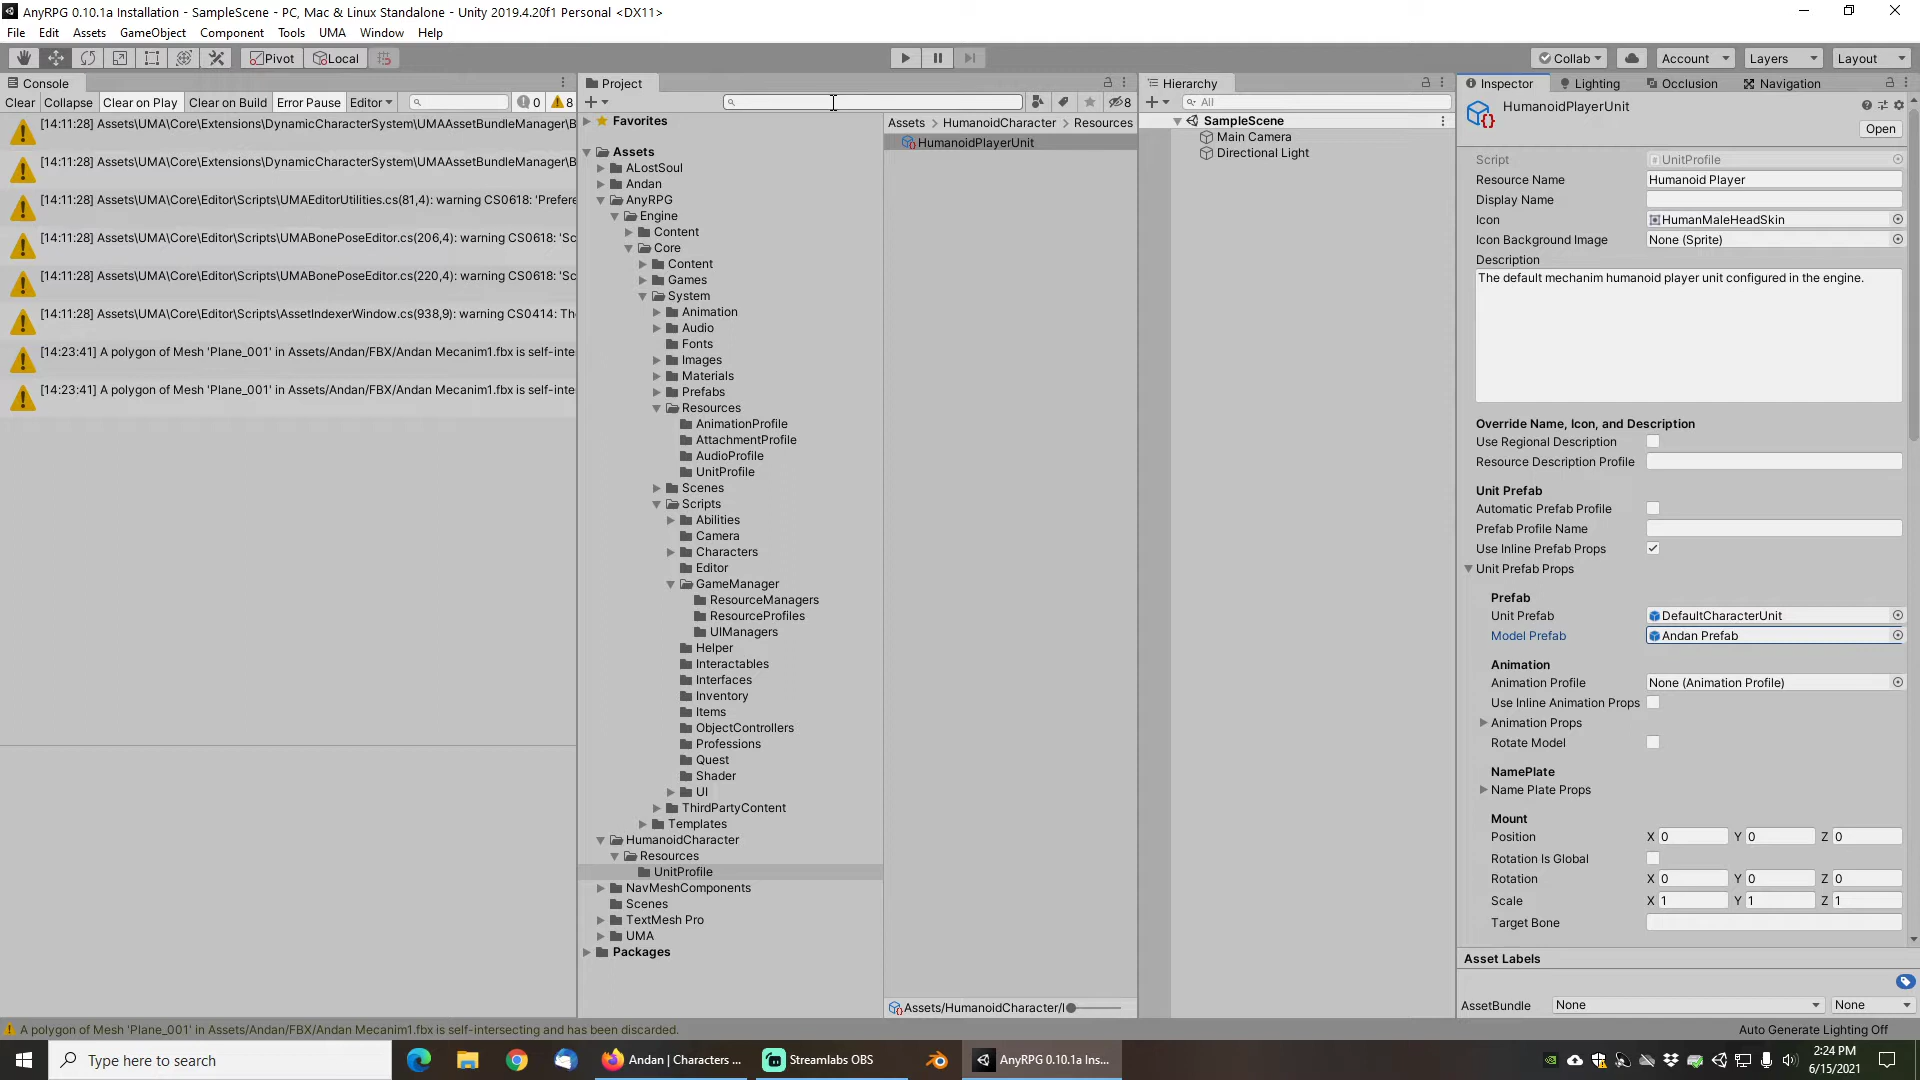 AnyRPG 0.10.1a Installation - SampleScene - PC, Mac & Linux Standalone - Unity 2019.4.20f1 Personal <DX11>
File Edit Assets GameObject Component Tools UMA Window Help
Pivot Local Collab Account Layers Layout
Console
Clear Collapse Clear on Play Clear on Build Error Pause Editor 0 8
[14:11:28] Assets\UMA\Core\Extensions\DynamicCharacterSystem\UMAAssetBundleManager\B
[14:11:28] Assets\UMA\Core\Extensions\DynamicCharacterSystem\UMAAssetBundleManager\B
[14:11:28] Assets\UMA\Core\Editor\Scripts\UMAEditorUtilities.cs(81,4): warning CS0618: 'Prefere
[14:11:28] Assets\UMA\Core\Editor\Scripts\UMABonePoseEditor.cs(206,4): warning CS0618: 'Sc
[14:11:28] Assets\UMA\Core\Editor\Scripts\UMABonePoseEditor.cs(220,4): warning CS0618: 'Sc
[14:11:28] Assets\UMA\Core\Editor\Scripts\AssetIndexerWindow.cs(938,9): warning CS0414: Th
[14:23:41] A polygon of Mesh 'Plane_001' in Assets/Andan/FBX/Andan Mecanim1.fbx is self-inte
[14:23:41] A polygon of Mesh 'Plane_001' in Assets/Andan/FBX/Andan Mecanim1.fbx is self-inte
Project
8
Favorites
Assets
ALostSoul
Andan
AnyRPG
Engine
Content
Core
Content
Games
System
Animation
Audio
Fonts
Images
Materials
Prefabs
Resources
AnimationProfile
AttachmentProfile
AudioProfile
UnitProfile
Scenes
Scripts
Abilities
Camera
Characters
Editor
GameManager
ResourceManagers
ResourceProfiles
UIManagers
Helper
Interactables
Interfaces
Inventory
Items
ObjectControllers
Professions
Quest
Shader
UI
ThirdPartyContent
Templates
HumanoidCharacter
Resources
UnitProfile
NavMeshComponents
Scenes
TextMesh Pro
UMA
Packages
Assets > HumanoidCharacter > Resources
HumanoidPlayerUnit
Assets/HumanoidCharacter/
Hierarchy
All
SampleScene
Main Camera
Directional Light
Inspector Lighting Occlusion Navigation
HumanoidPlayerUnit
Open
Script UnitProfile
Resource Name Humanoid Player
Display Name
Icon HumanMaleHeadSkin
Icon Background Image None (Sprite)
Description
The default mechanim humanoid player unit configured in the engine.
Override Name, Icon, and Description
Use Regional Description
Resource Description Profile
Unit Prefab
Automatic Prefab Profile
Prefab Profile Name
Use Inline Prefab Props
Unit Prefab Props
Prefab
Unit Prefab DefaultCharacterUnit
Model Prefab Andan Prefab
Animation
Animation Profile None (Animation Profile)
Use Inline Animation Props
Animation Props
Rotate Model
NamePlate
Name Plate Props
Mount
Position X 0 Y 0 Z 0
Rotation Is Global
Rotation X 0 Y 0 Z 0
Scale X 1 Y 1 Z 1
Target Bone
Asset Labels
AssetBundle None None
A polygon of Mesh 'Plane_001' in Assets/Andan/FBX/Andan Mecanim1.fbx is self-intersecting and has been discarded.
Auto Generate Lighting Off
Type here to search
Andan | Characters ...
Streamlabs OBS
AnyRPG 0.10.1a Ins...
2:24 PM
6/15/2021